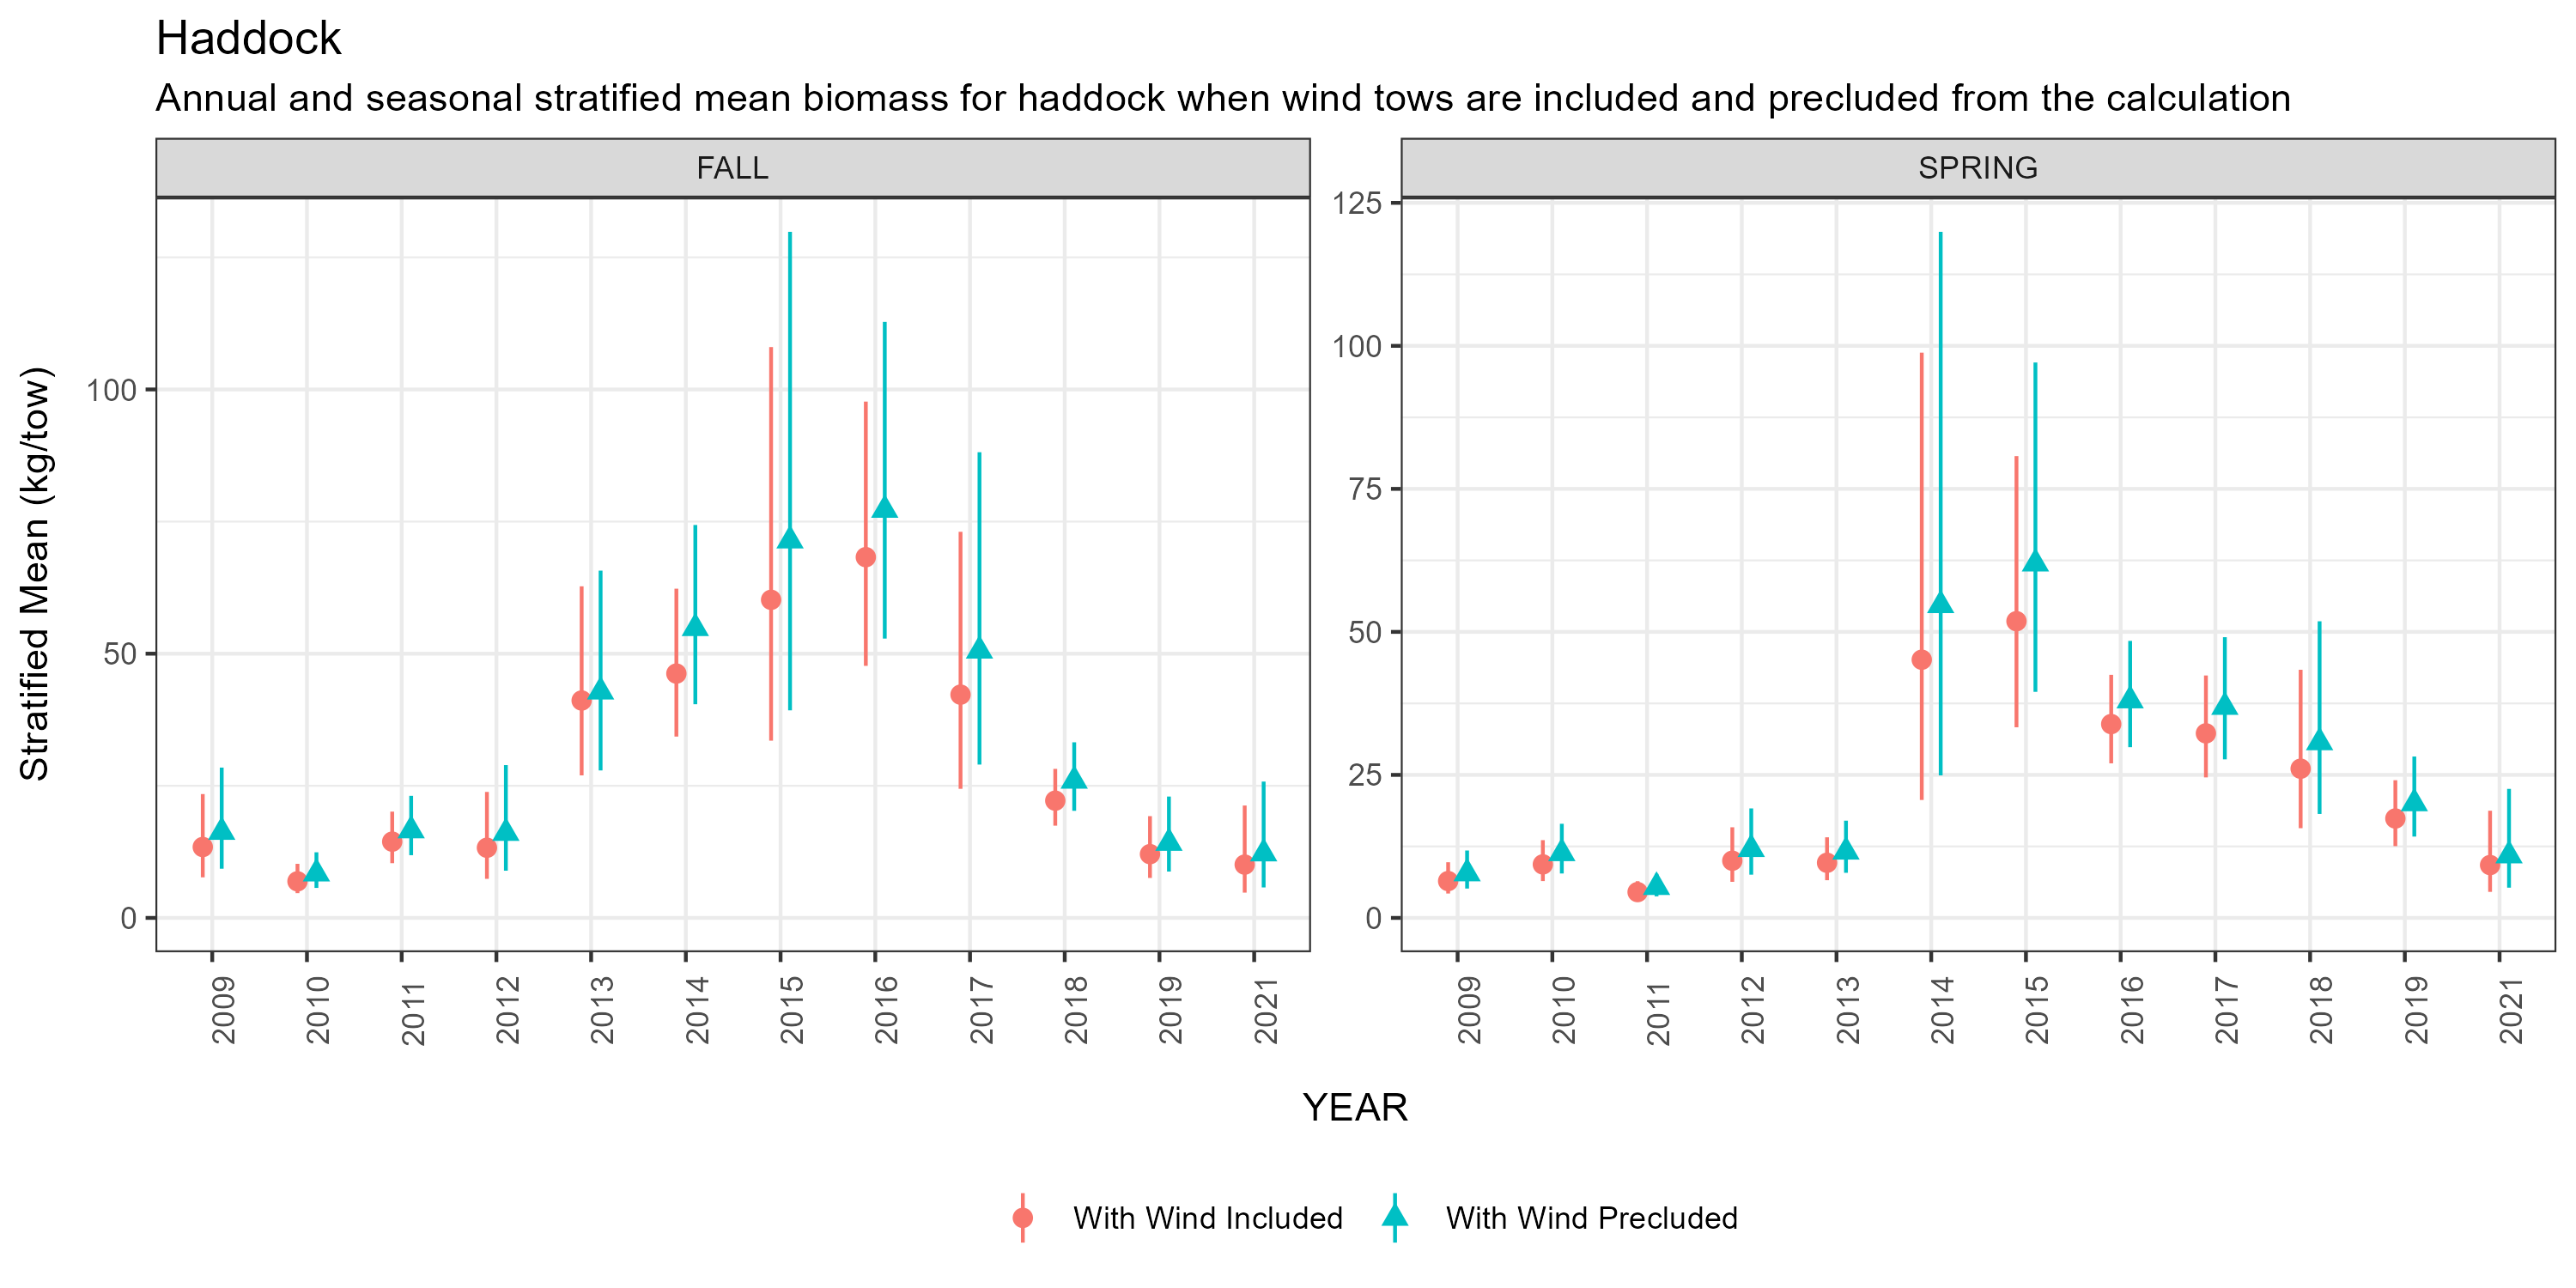 Haddock
Annual and seasonal stratified mean biomass for haddock when wind tows are included and precluded from the calculation
FALL
SPRING
Stratified Mean (kg/tow)
100
50
0
125
100
75
50
25
0
2009 2010 2011 2012 2013 2014 2015 2016 2017 2018 2019 2021
2009 2010 2011 2012 2013 2014 2015 2016 2017 2018 2019 2021
YEAR
With Wind Included
With Wind Precluded